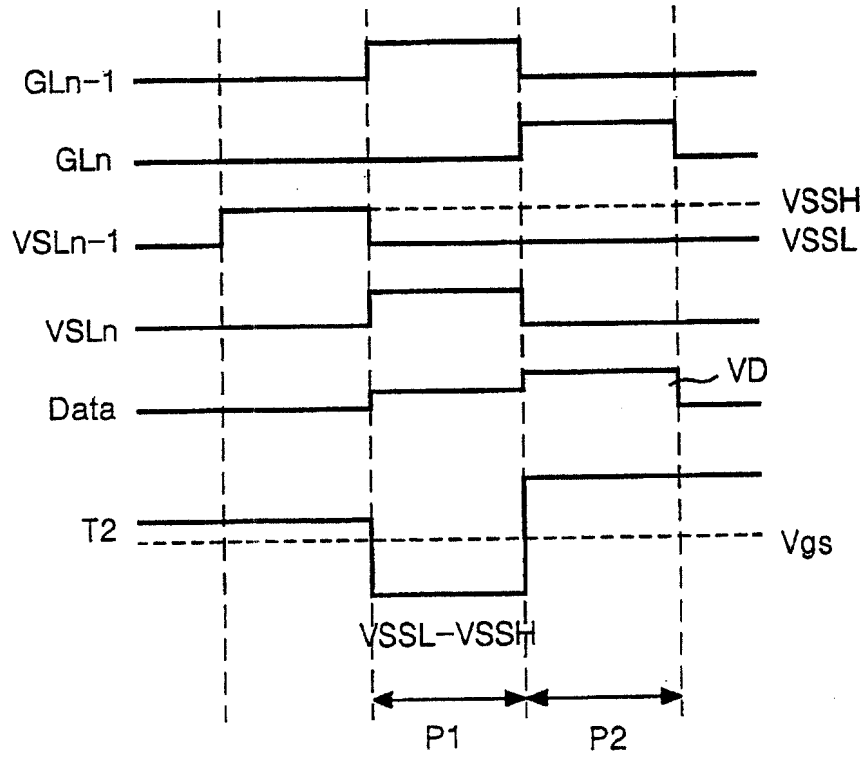 GLn-1
GLn
VSSH
VSLn-1
VSSL
VSLn
VD
Data
T2
Vgs
VSSL-VSSH
P1
P2